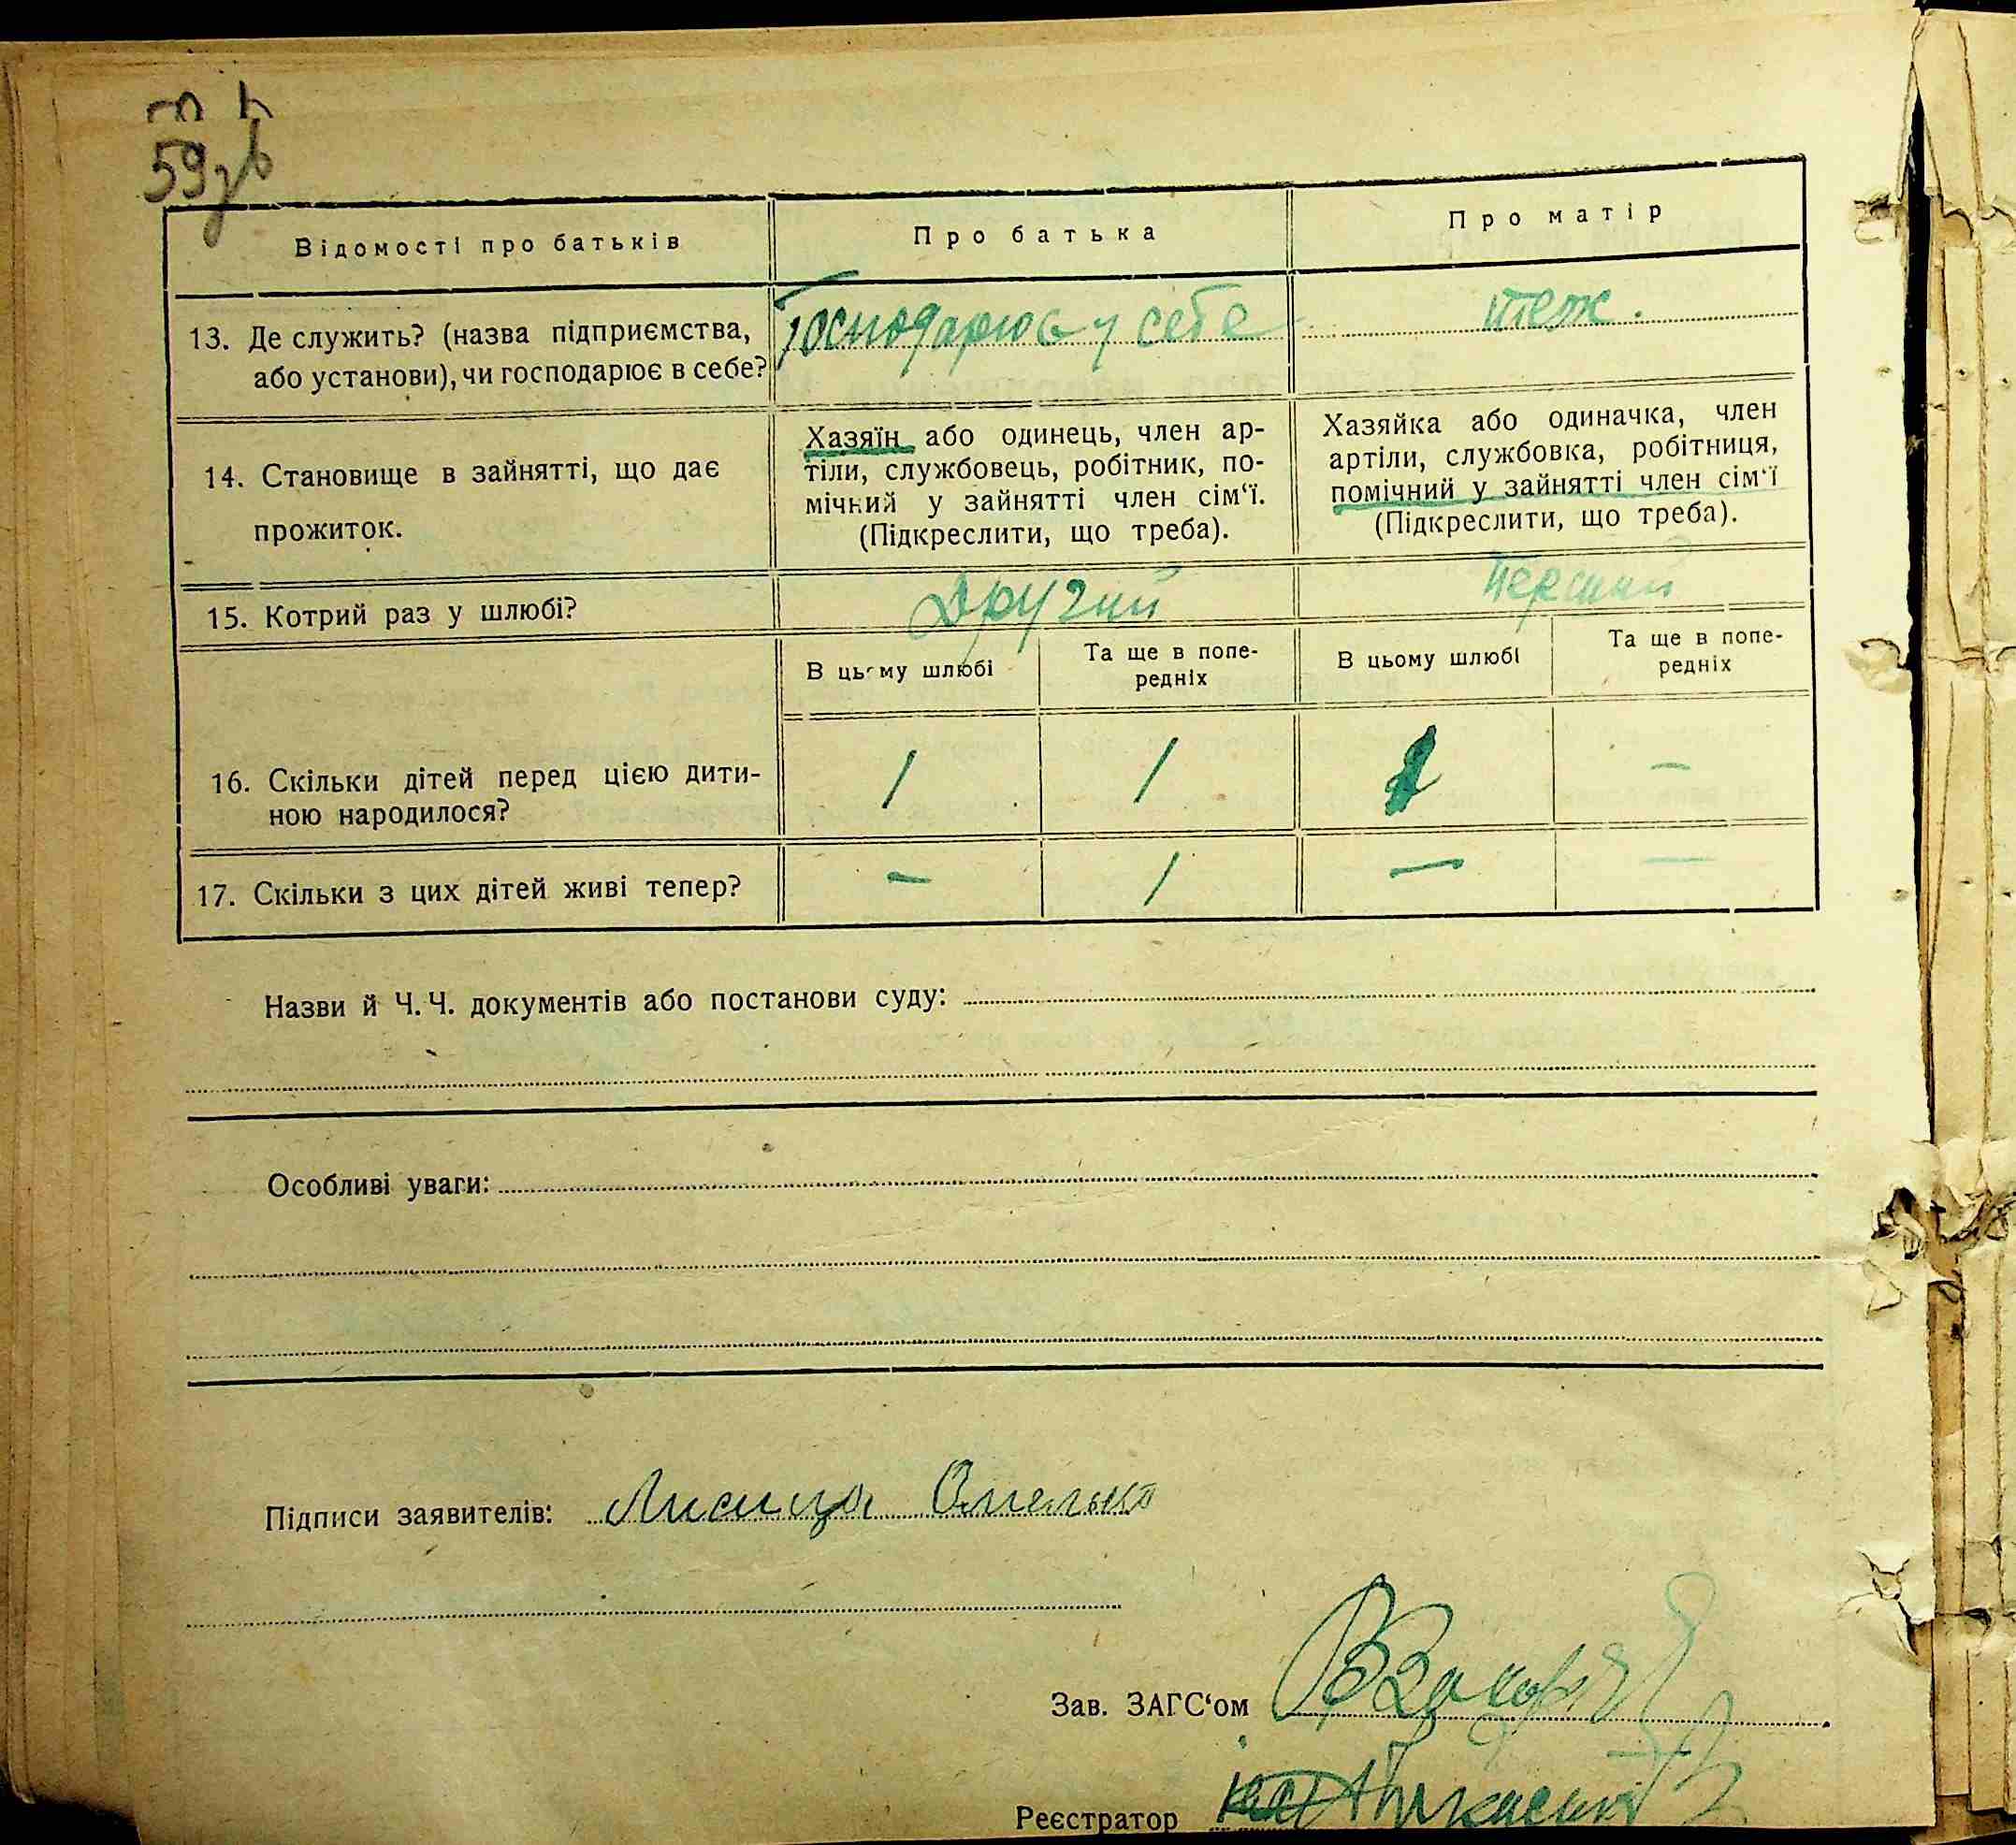 59зв
Відомості про батьків
Про батька
Про матір
13. Де служить? (назва підприємства,
або установи), чи господарює в себе?
Господарює у себе
теж.
14. Становище в зайнятті, що дає
прожиток.
Хазяїн або одинець, член ар-
тіли, службовець, робітник, по-
мічний у зайнятті член сім‘ї.
(Підкреслити, що треба).
Хазяйка або одиначка, член
артіли, службовка, робітниця,
помічний у зайнятті член сім‘ї
(Підкреслити, що треба).
15. Котрий раз у шлюбі?
Другий
Перший
В цьому шлюбі
Та ще в попе-
редніх
В цьому шлюбі
Та ще в попе-
редніх
16. Скільки дітей перед цією дити-
ною народилося?
1
1
1
—
17. Скільки з цих дітей живі тепер?
—
1
—
—
Назви й Ч.Ч. документів або постанови суду:
Особливі уваги:
Підписи заявителів: Лисица Омелько
Зав. ЗАГС‘ом
Реєстратор